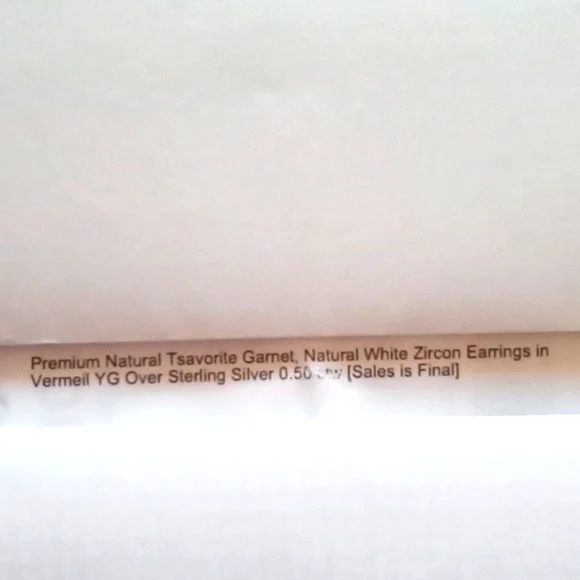 Premium Natural Tsavorite Garnet, Natural White Zircon Earrings in
Vermeil YG Over Sterling Silver 0.50 [Sales is Final]